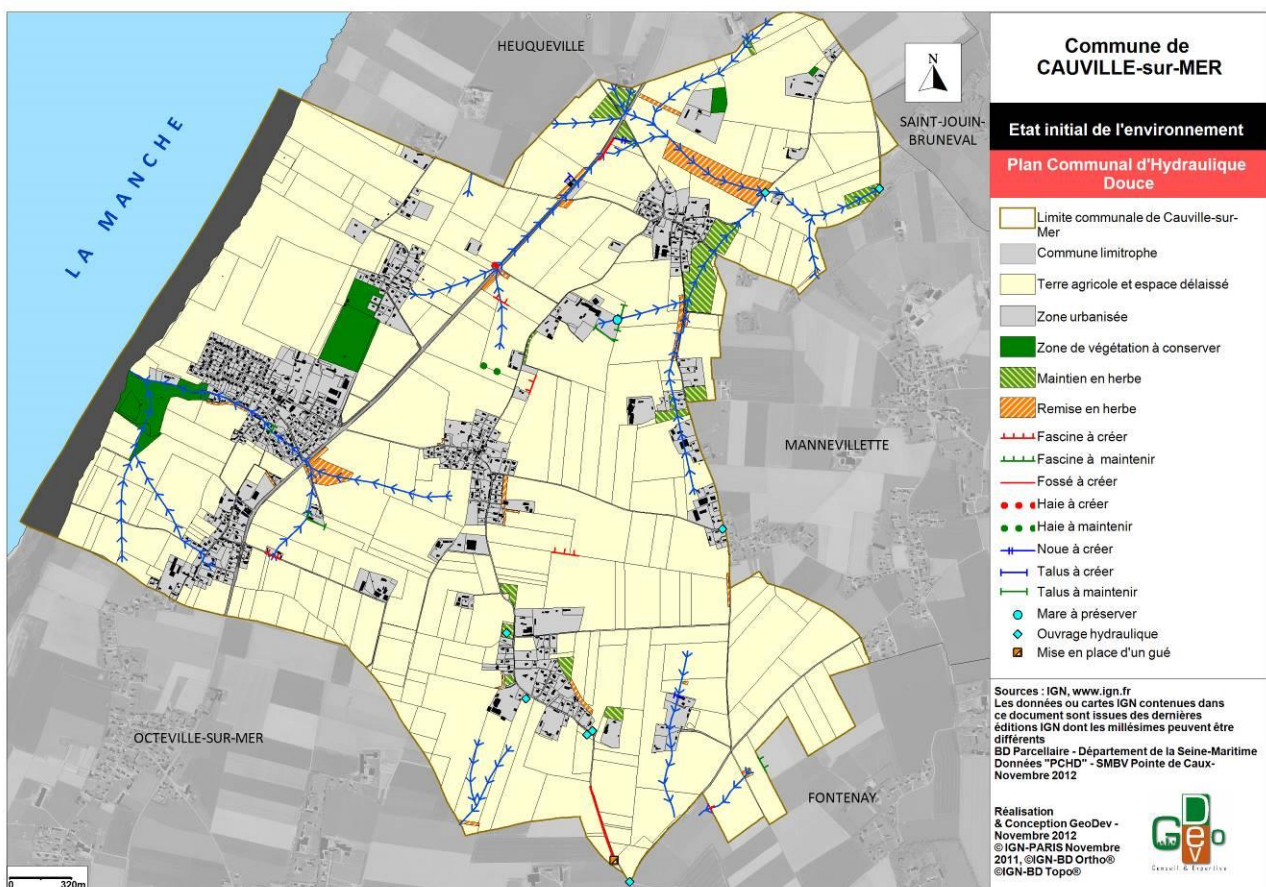 HEUQUEVILLE
N
SAINT-JOUIN-
BRUNEVAL
LA MANCHE
MANNEVILLETTE
OCTEVILLE-SUR-MER
FONTENAY
0 320m
Commune de
CAUVILLE-sur-MER
Etat initial de l'environnement
Plan Communal d'Hydraulique
Douce
Limite communale de Cauville-sur-
Mer
Commune limitrophe
Terre agricole et espace délaissé
Zone urbanisée
Zone de végétation à conserver
Maintien en herbe
Remise en herbe
Fascine à créer
Fascine à maintenir
Fossé à créer
Haie à créer
Haie à maintenir
Noue à créer
Talus à créer
Talus à maintenir
Mare à préserver
Ouvrage hydraulique
Mise en place d'un gué
Sources : IGN, www.ign.fr
Les données ou cartes IGN contenues dans
ce document sont issues des dernières
éditions IGN dont les millésimes peuvent être
différents
BD Parcellaire - Département de la Seine-Maritime
Données "PCHD" - SMBV Pointe de Caux-
Novembre 2012
Réalisation
& Conception GeoDev -
Novembre 2012
© IGN-PARIS Novembre
2011, ©IGN-BD Ortho®
©IGN-BD Topo®
GeoDev
Conseil & Expertise